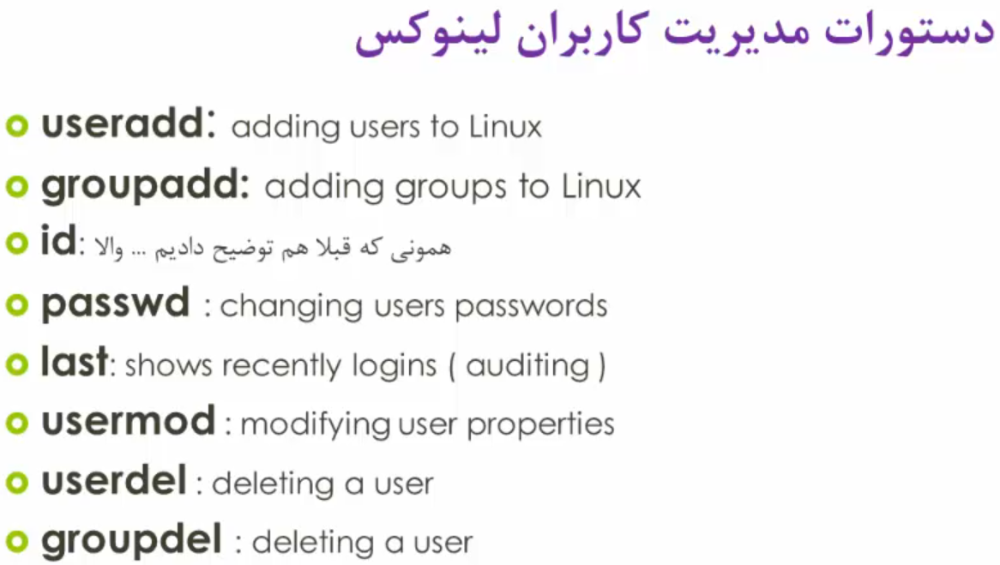 دستورات مدیریت کاربران لینوکس
useradd: adding users to Linux
groupadd: adding groups to Linux
id: همونی که قبلا هم توضیح دادیم ... والا
passwd : changing users passwords
last: shows recently logins ( auditing )
usermod : modifying user properties
userdel : deleting a user
groupdel : deleting a user